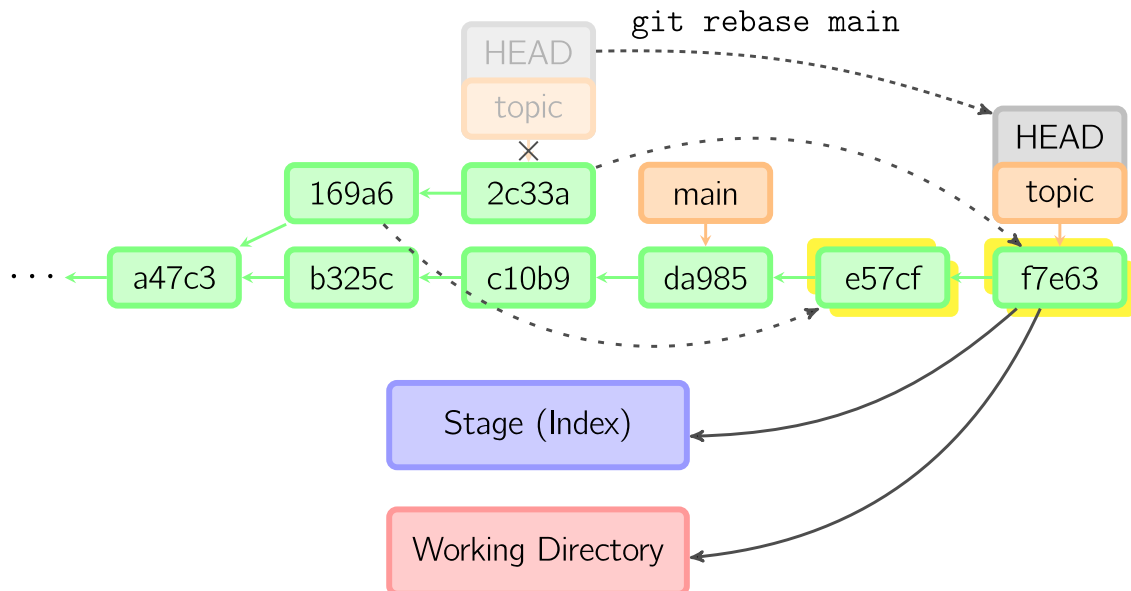 git rebase main
HEAD
topic
HEAD
topic
169a6
2c33a
main
... a47c3
b325c
c10b9
da985
e57cf
f7e63
Stage (Index)
Working Directory